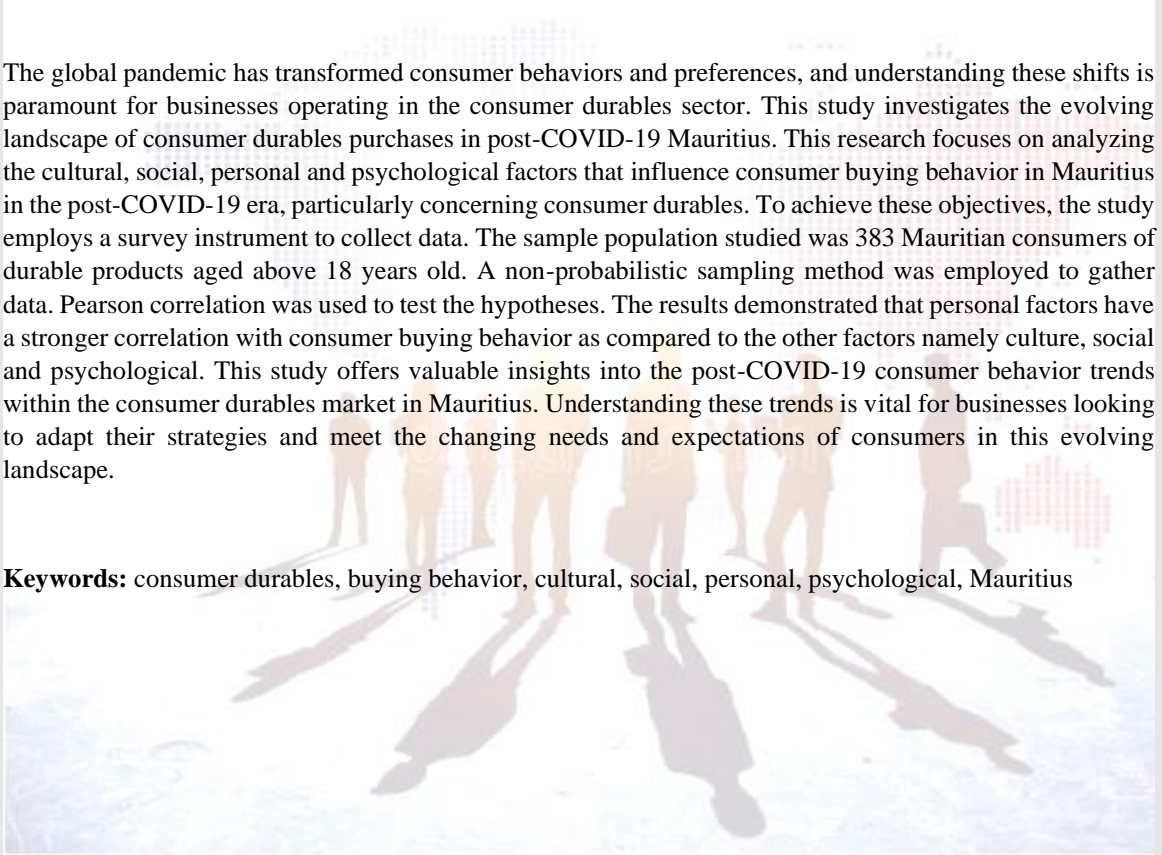 The global pandemic has transformed consumer behaviors and preferences, and understanding these shifts is
paramount for businesses operating in the consumer durables sector. This study investigates the evolving
landscape of consumer durables purchases in post-COVID-19 Mauritius. This research focuses on analyzing
the cultural, social, personal and psychological factors that influence consumer buying behavior in Mauritius
in the post-COVID-19 era, particularly concerning consumer durables. To achieve these objectives, the study
employs a survey instrument to collect data. The sample population studied was 383 Mauritian consumers of
durable products aged above 18 years old. A non-probabilistic sampling method was employed to gather
data. Pearson correlation was used to test the hypotheses. The results demonstrated that personal factors have
a stronger correlation with consumer buying behavior as compared to the other factors namely culture, social
and psychological. This study offers valuable insights into the post-COVID-19 consumer behavior trends
within the consumer durables market in Mauritius. Understanding these trends is vital for businesses looking
to adapt their strategies and meet the changing needs and expectations of consumers in this evolving
landscape.
Keywords: consumer durables, buying behavior, cultural, social, personal, psychological, Mauritius